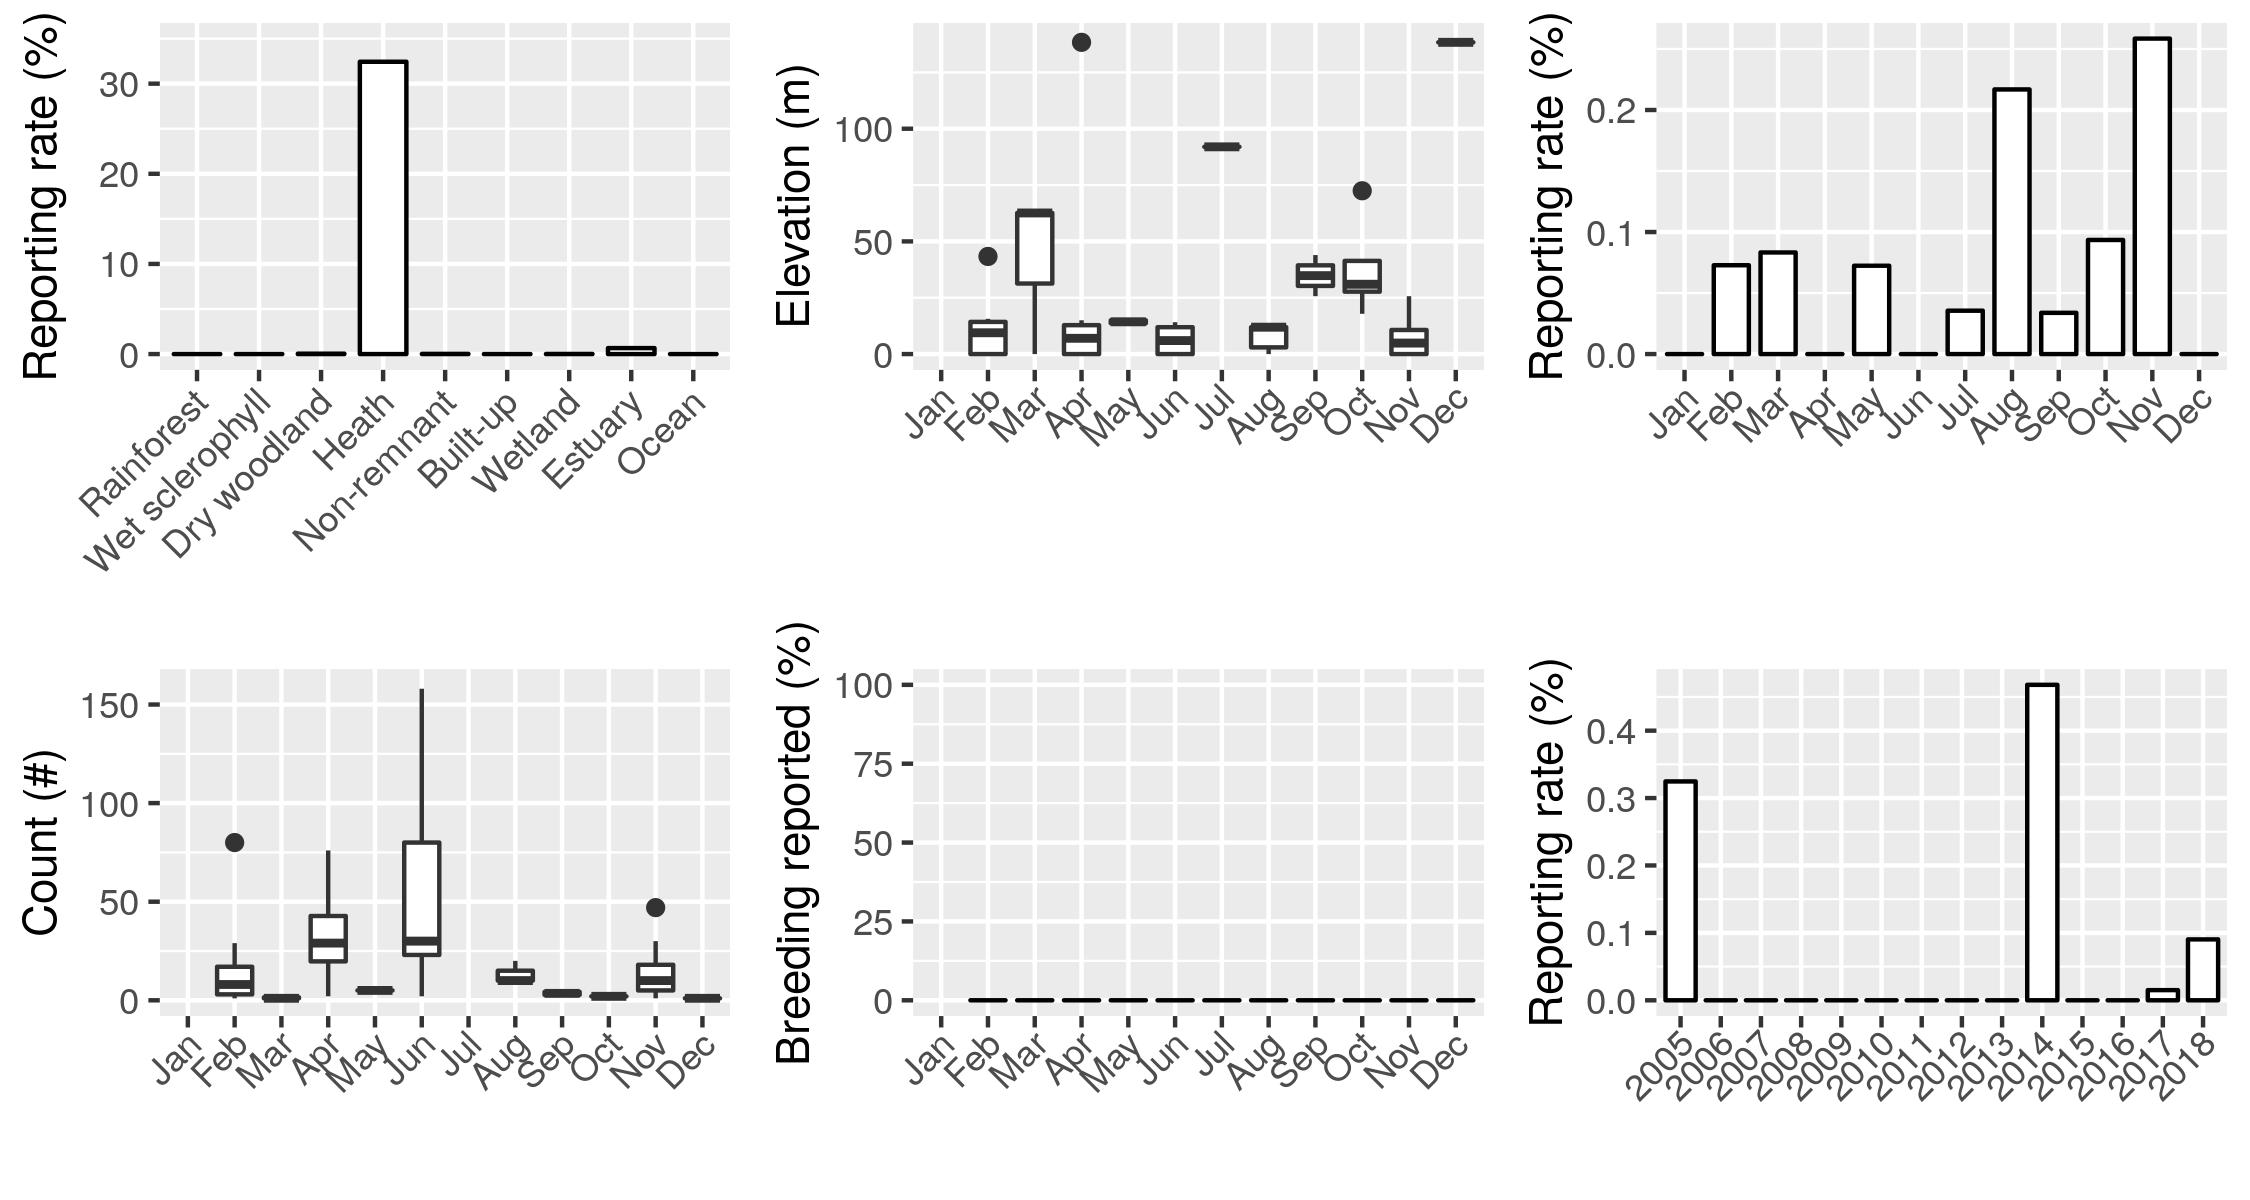 Reporting rate (%)
30
20
10
0
Rainforest
Wet sclerophyll
Dry woodland
Heath
Non-remnant
Built-up
Wetland
Estuary
Ocean
Elevation (m)
100
50
0
Jan
Feb
Mar
Apr
May
Jun
Jul
Aug
Sep
Oct
Nov
Dec
Reporting rate (%)
0.2
0.1
0.0
Jan
Feb
Mar
Apr
May
Jun
Jul
Aug
Sep
Oct
Nov
Dec
Count (#)
150
100
50
0
Jan
Feb
Mar
Apr
May
Jun
Jul
Aug
Sep
Oct
Nov
Dec
Breeding reported (%)
100
75
50
25
0
Jan
Feb
Mar
Apr
May
Jun
Jul
Aug
Sep
Oct
Nov
Dec
Reporting rate (%)
0.4
0.3
0.2
0.1
0.0
2005
2006
2007
2008
2009
2010
2011
2012
2013
2014
2015
2016
2017
2018